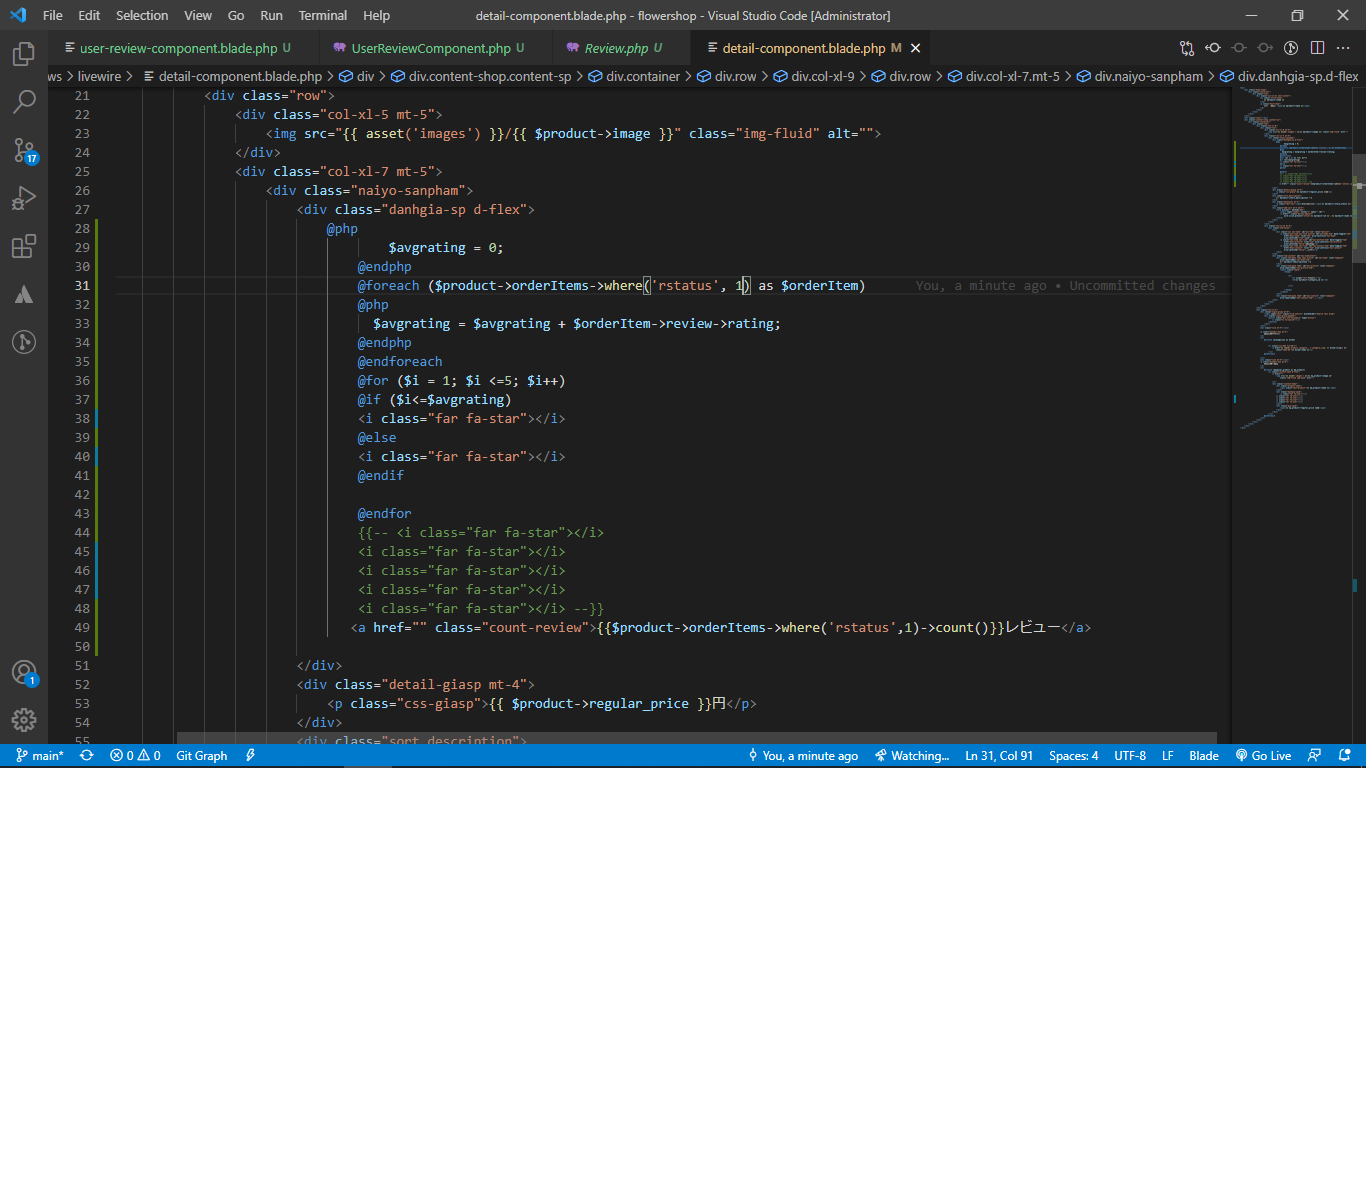 File Edit Selection View Go Run Terminal Help detail-component.blade.php - flowershop - Visual Studio Code [Administrator]
user-review-component.blade.php U UserReviewComponent.php U Review.php U detail-component.blade.php M
ws > livewire > detail-component.blade.php > div > div.content-shop.content-sp > div.container > div.row > div.col-xl-9 > div.row > div.col-xl-7.mt-5 > div.naiyo-sanpham > div.danhgia-sp.d-flex
21 <div class="row">
22 <div class="col-xl-5 mt-5">
23 <img src="{{ asset('images') }}/{{ $product->image }}" class="img-fluid" alt="">
24 </div>
25 <div class="col-xl-7 mt-5">
26 <div class="naiyo-sanpham">
27 <div class="danhgia-sp d-flex">
28 @php
29 $avgrating = 0;
30 @endphp
31 @foreach ($product->orderItems->where('rstatus', 1) as $orderItem) You, a minute ago • Uncommitted changes
32 @php
33 $avgrating = $avgrating + $orderItem->review->rating;
34 @endphp
35 @endforeach
36 @for ($i = 1; $i <=5; $i++)
37 @if ($i<=$avgrating)
38 <i class="far fa-star"></i>
39 @else
40 <i class="far fa-star"></i>
41 @endif
42
43 @endfor
44 {{-- <i class="far fa-star"></i>
45 <i class="far fa-star"></i>
46 <i class="far fa-star"></i>
47 <i class="far fa-star"></i>
48 <i class="far fa-star"></i> --}}
49 <a href="" class="count-review">{{$product->orderItems->where('rstatus',1)->count()}}レビュー</a>
50
51 </div>
52 <div class="detail-giasp mt-4">
53 <p class="css-giasp">{{ $product->regular_price }}円</p>
54 </div>
55 <div class="sort description">
17
1
main* 0 0 Git Graph You, a minute ago Watching... Ln 31, Col 91 Spaces: 4 UTF-8 LF Blade Go Live